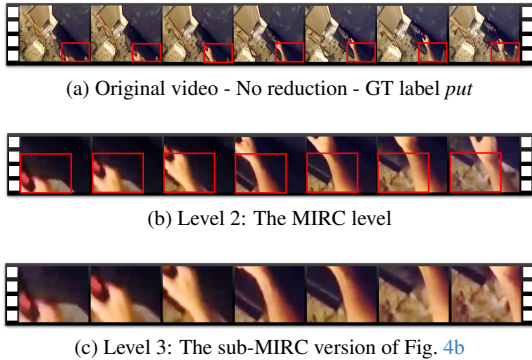 (a) Original video - No reduction - GT label put
(b) Level 2: The MIRC level
(c) Level 3: The sub-MIRC version of Fig. 4b